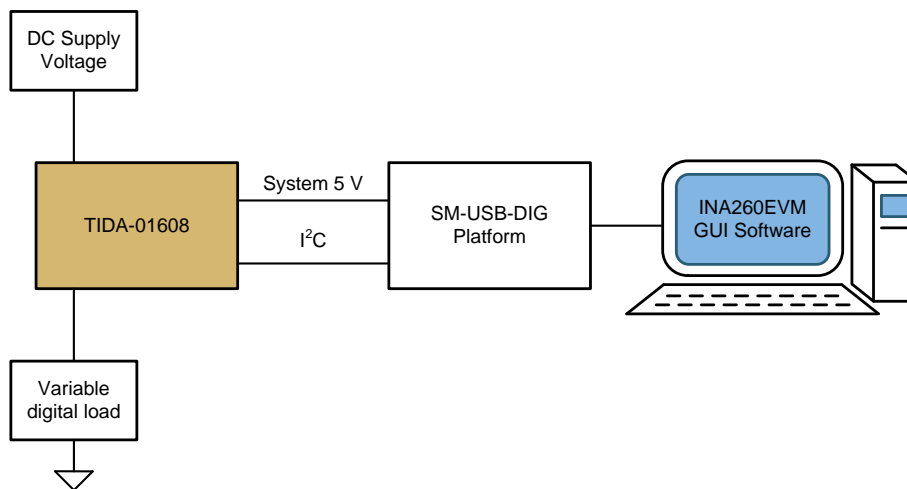 DC Supply
Voltage
TIDA-01608
System 5 V
I²C
SM-USB-DIG
Platform
INA260EVM
GUI Software
Variable
digital load